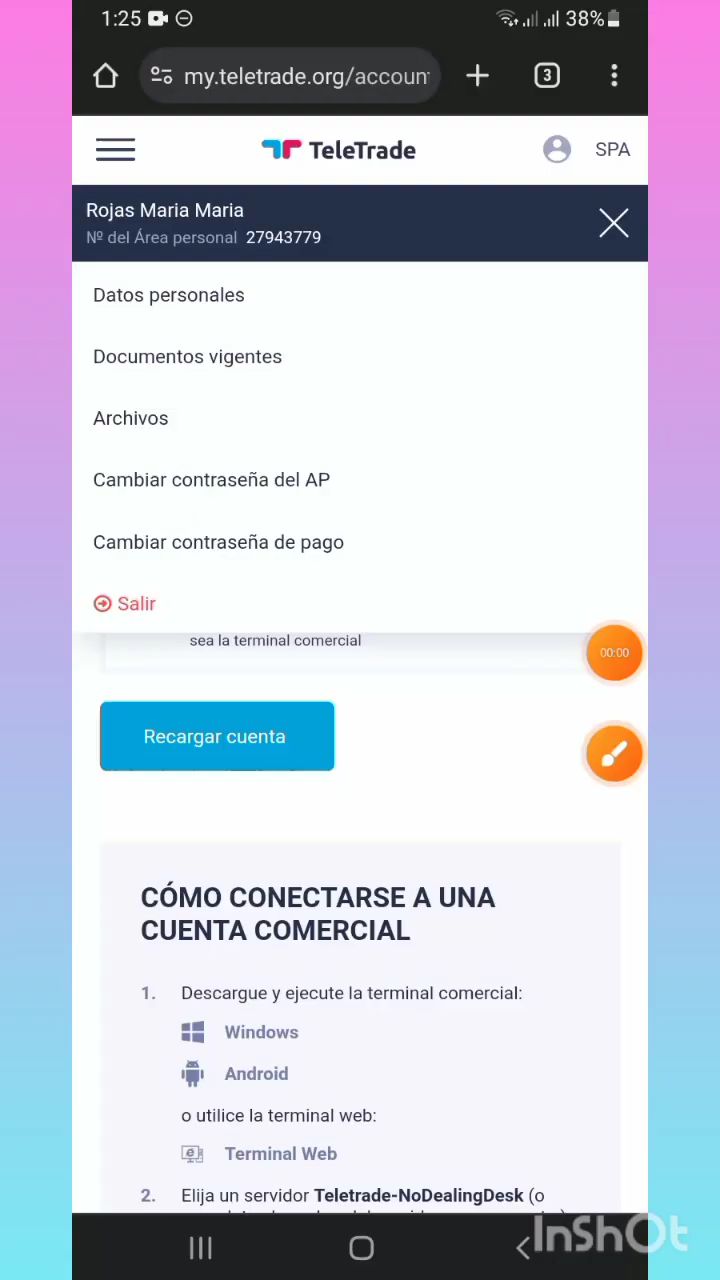 1:25 38%
my.teletrade.org/accoun 3
TeleTrade SPA
Rojas Maria Maria
Nº del Área personal 27943779
Datos personales
Documentos vigentes
Archivos
Cambiar contraseña del AP
Cambiar contraseña de pago
Salir
sea la terminal comercial
00:00
Recargar cuenta
CÓMO CONECTARSE A UNA
CUENTA COMERCIAL
1. Descargue y ejecute la terminal comercial:
Windows
Android
o utilice la terminal web:
Terminal Web
2. Elija un servidor Teletrade-NoDealingDesk (o
InShOt